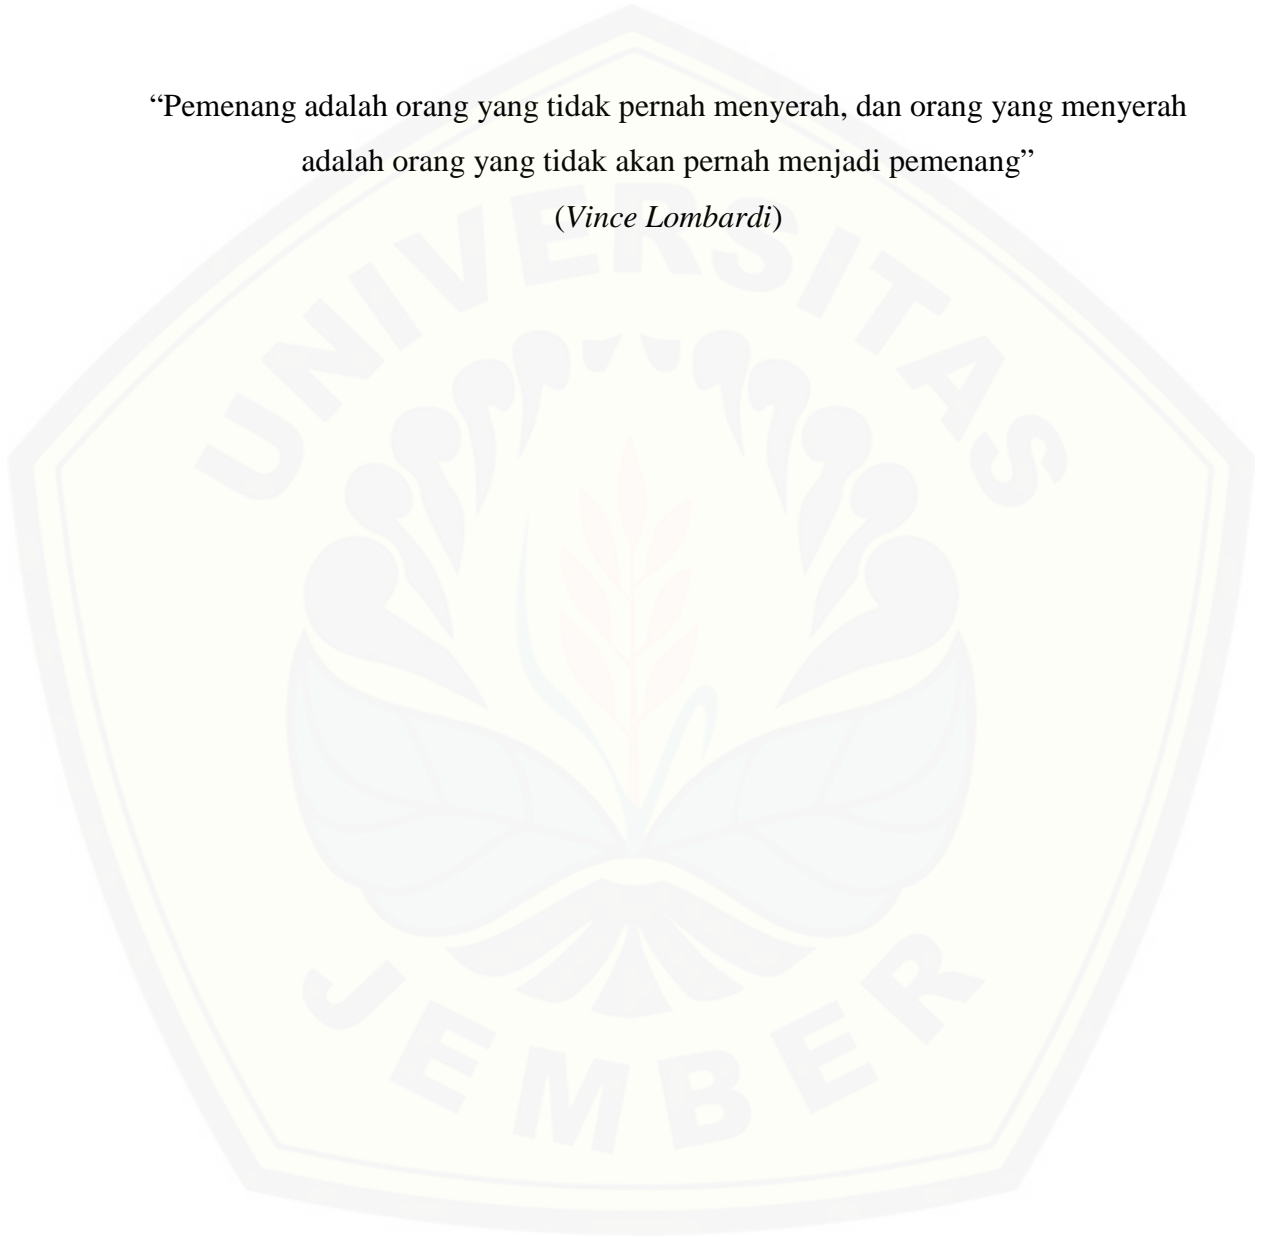 “Pemenang adalah orang yang tidak pernah menyerah, dan orang yang menyerah
adalah orang yang tidak akan pernah menjadi pemenang”
(Vince Lombardi)
UNIVERSITAS
JEMBER